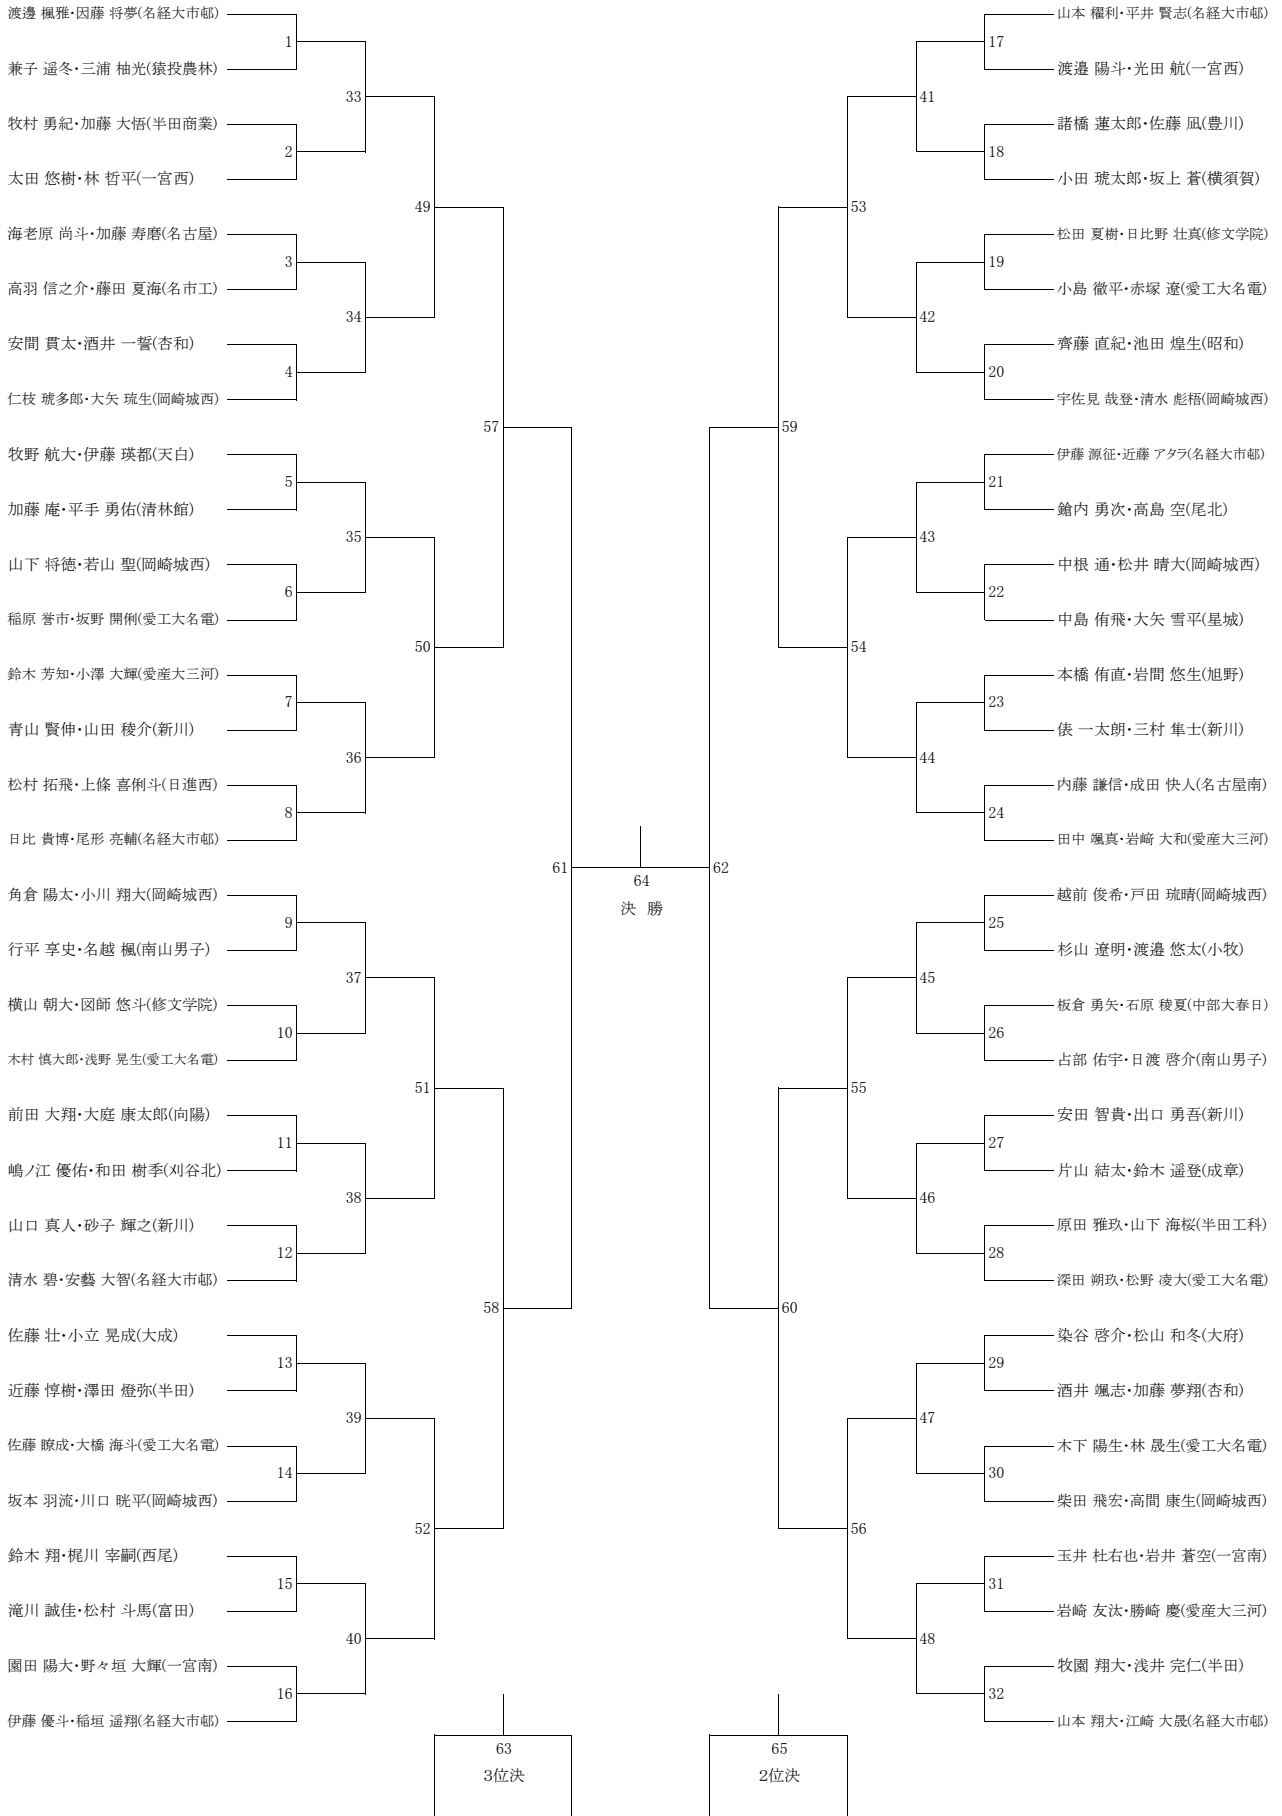 渡邊 楓雅・因藤 将夢(名経大市邨)
1
兼子 遥冬・三浦 柚光(猿投農林)
33
牧村 勇紀・加藤 大悟(半田商業)
2
太田 悠樹・林 哲平(一宮西)
49
海老原 尚斗・加藤 寿磨(名古屋)
3
高羽 信之介・藤田 夏海(名市工)
34
安間 貫太・酒井 一誓(杏和)
4
仁枝 琥多郎・大矢 琉生(岡崎城西)
57
牧野 航大・伊藤 瑛都(天白)
5
加藤 庵・平手 勇佑(清林館)
35
山下 将徳・若山 聖(岡崎城西)
6
稲原 誉市・坂野 開俐(愛工大名電)
50
鈴木 芳知・小澤 大輝(愛産大三河)
7
青山 賢伸・山田 稜介(新川)
36
松村 拓飛・上條 喜俐斗(日進西)
8
日比 貴博・尾形 亮輔(名経大市邨)
61
角倉 陽太・小川 翔大(岡崎城西)
9
行平 享史・名越 楓(南山男子)
37
横山 朝大・図師 悠斗(修文学院)
10
木村 慎太郎・浅野 晃生(愛工大名電)
51
前田 大翔・大庭 康太郎(向陽)
11
嶋ノ江 優佑・和田 樹季(刈谷北)
38
山口 真人・砂子 輝之(新川)
12
清水 碧・安藝 大智(名経大市邨)
58
佐藤 壮・小立 晃成(大成)
13
近藤 惇樹・澤田 燈弥(半田)
39
佐藤 瞭成・大橋 海斗(愛工大名電)
14
坂本 羽流・川口 晄平(岡崎城西)
52
鈴木 翔・梶川 宰嗣(西尾)
15
滝川 誠佳・松村 斗馬(富田)
40
園田 陽大・野々垣 大輝(一宮南)
16
伊藤 優斗・稲垣 遥翔(名経大市邨)
64
決 勝
63
3位決
山本 櫂利・平井 賢志(名経大市邨)
17
渡邉 陽斗・光田 航(一宮西)
41
諸橋 蓮太郎・佐藤 凪(豊川)
18
小田 琥太郎・坂上 蒼(横須賀)
53
松田 夏樹・日比野 壮真(修文学院)
19
小島 徹平・赤塚 遼(愛工大名電)
42
齊藤 直紀・池田 煌生(昭和)
20
宇佐見 哉登・清水 彪梧(岡崎城西)
59
伊藤 源征・近藤 アタラ(名経大市邨)
21
鎗内 勇次・高島 空(尾北)
43
中根 通・松井 晴大(岡崎城西)
22
中島 侑飛・大矢 雪平(星城)
54
本橋 侑直・岩間 悠生(旭野)
23
俵 一太朗・三村 隼士(新川)
44
内藤 謙信・成田 快人(名古屋南)
24
田中 颯真・岩﨑 大和(愛産大三河)
62
越前 俊希・戸田 琉晴(岡崎城西)
25
杉山 遼明・渡邉 悠太(小牧)
45
板倉 勇矢・石原 稜夏(中部大春日)
26
占部 佑宇・日渡 啓介(南山男子)
55
安田 智貴・出口 勇吾(新川)
27
片山 結太・鈴木 遥登(成章)
46
原田 雅玖・山下 海桜(半田工科)
28
深田 朔玖・松野 凌大(愛工大名電)
60
染谷 啓介・松山 和冬(大府)
29
酒井 颯志・加藤 夢翔(杏和)
47
木下 陽生・林 晟生(愛工大名電)
30
柴田 飛宏・高間 康生(岡崎城西)
56
玉井 杜右也・岩井 蒼空(一宮南)
31
岩崎 友汰・勝崎 慶(愛産大三河)
48
牧園 翔大・浅井 完仁(半田)
32
山本 翔大・江崎 大晟(名経大市邨)
65
2位決